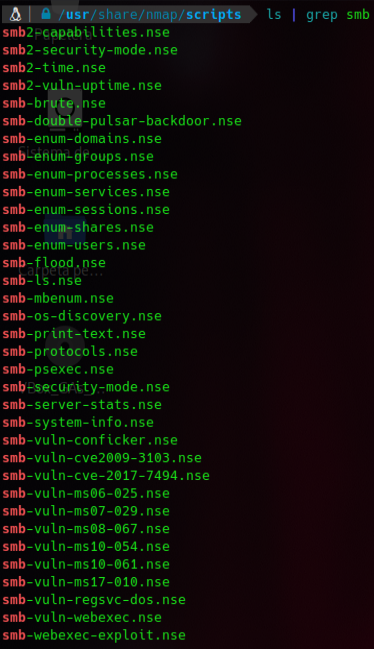 /usr/share/nmap/scripts ls | grep smb
smb2-capabilities.nse
smb2-security-mode.nse
smb2-time.nse
smb2-vuln-uptime.nse
smb-brute.nse
smb-double-pulsar-backdoor.nse
smb-enum-domains.nse
smb-enum-groups.nse
smb-enum-processes.nse
smb-enum-services.nse
smb-enum-sessions.nse
smb-enum-shares.nse
smb-enum-users.nse
smb-flood.nse
smb-ls.nse
smb-mbenum.nse
smb-os-discovery.nse
smb-print-text.nse
smb-protocols.nse
smb-psexec.nse
smb-security-mode.nse
smb-server-stats.nse
smb-system-info.nse
smb-vuln-conficker.nse
smb-vuln-cve2009-3103.nse
smb-vuln-cve-2017-7494.nse
smb-vuln-ms06-025.nse
smb-vuln-ms07-029.nse
smb-vuln-ms08-067.nse
smb-vuln-ms10-054.nse
smb-vuln-ms10-061.nse
smb-vuln-ms17-010.nse
smb-vuln-regsvc-dos.nse
smb-vuln-webexec.nse
smb-webexec-exploit.nse